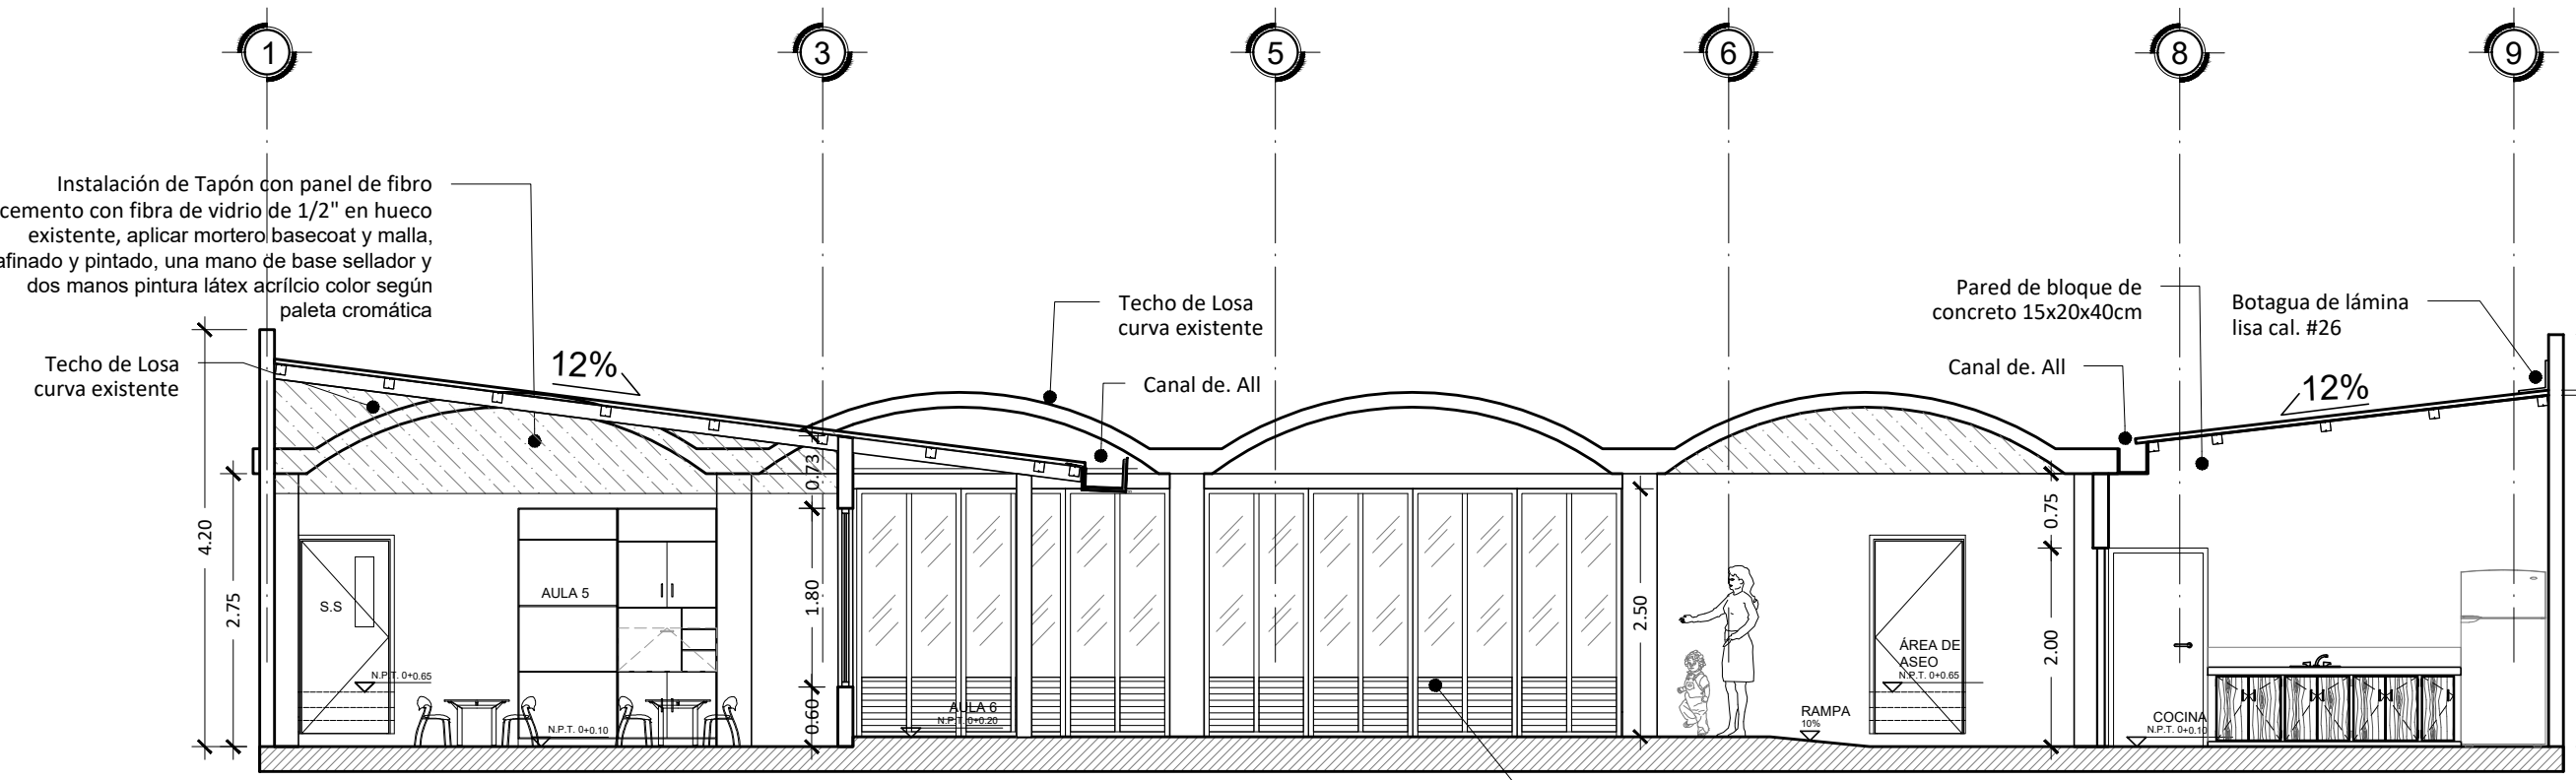 1
3
5
6
8
9
Instalación de Tapón con panel de fibro
cemento con fibra de vidrio de 1/2" en hueco
existente, aplicar mortero basecoat y malla,
afinado y pintado, una mano de base sellador y
dos manos pintura látex acrílcio color según
paleta cromática
Techo de Losa
curva existente
12%
Techo de Losa
curva existente
Canal de. All
Pared de bloque de
concreto 15x20x40cm
Botagua de lámina
lisa cal. #26
Canal de. All
12%
4.20
2.75
0.73
1.80
0.60
2.50
0.75
2.00
S.S
N.P.T. 0+0.65
AULA 5
N.P.T. 0+0.10
AULA 6
N.P.T. 0+0.20
RAMPA
10%
ÁREA DE
ASEO
N.P.T. 0+0.65
COCINA
N.P.T. 0+0.10